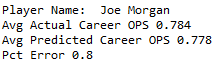 Player Name:  Joe Morgan
Avg Actual Career OPS 0.784
Avg Predicted Career OPS 0.778
Pct Error 0.8